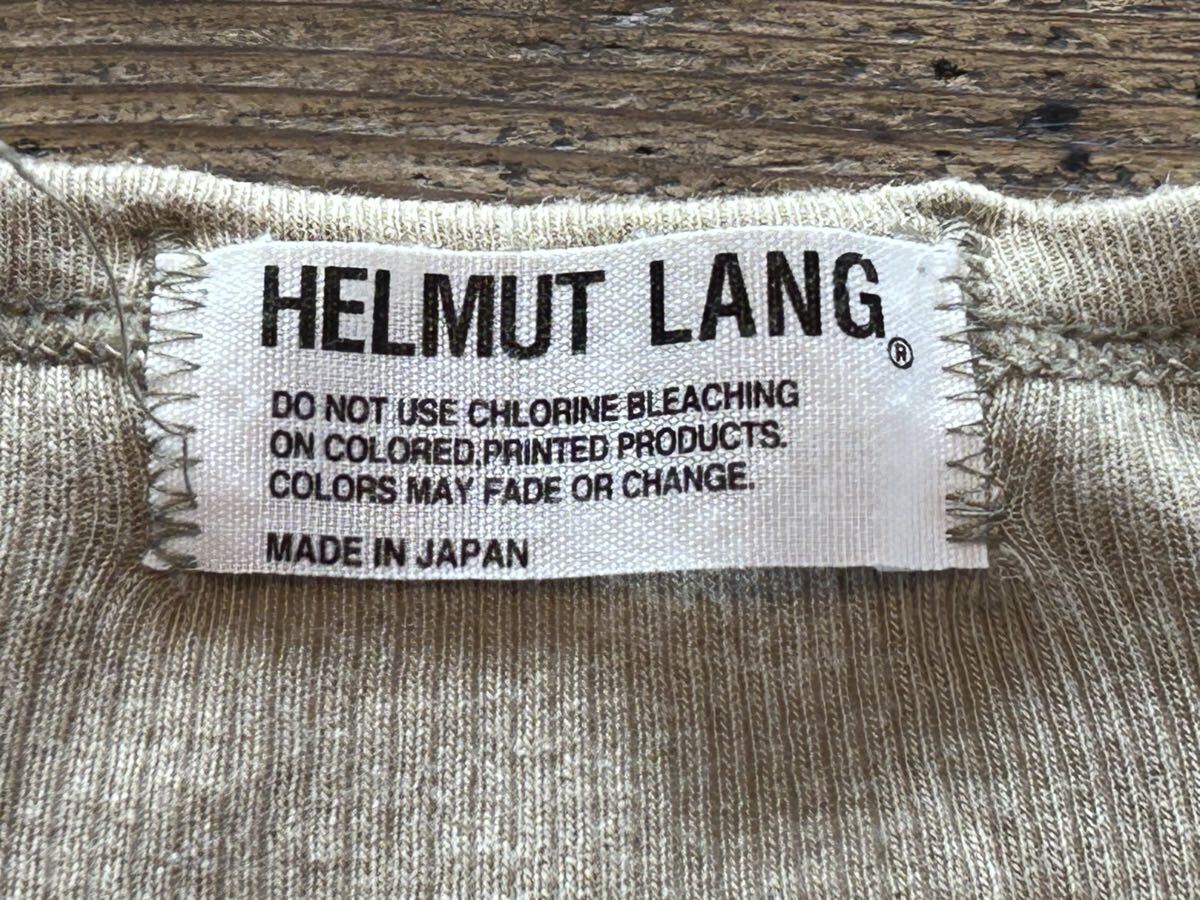 HELMUT LANG®
DO NOT USE CHLORINE BLEACHING
ON COLORED,PRINTED PRODUCTS.
COLORS MAY FADE OR CHANGE.
MADE IN JAPAN